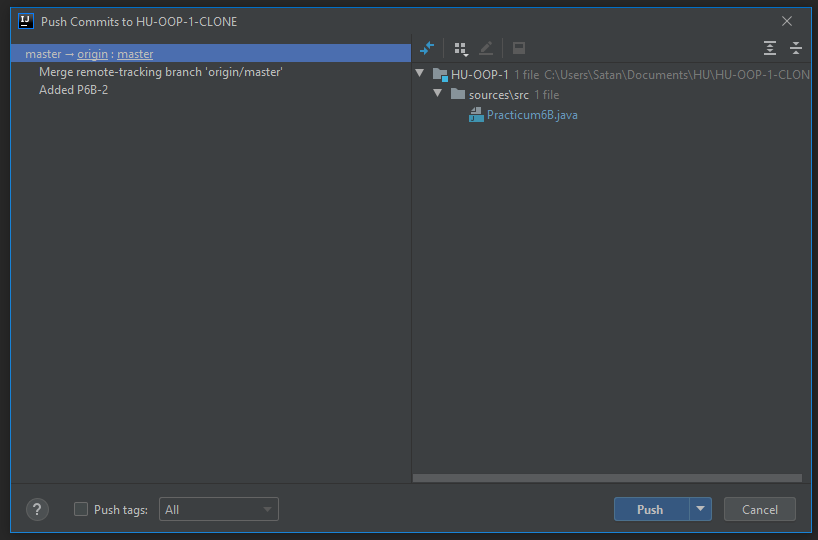 IJ Push Commits to HU-OOP-1-CLONE
master → origin : master
Merge remote-tracking branch 'origin/master'
Added P6B-2
HU-OOP-1 1 file C:\Users\Satan\Documents\HU\HU-OOP-1-CLON
sources\src 1 file
Practicum6B.java
? Push tags: All
Push Cancel